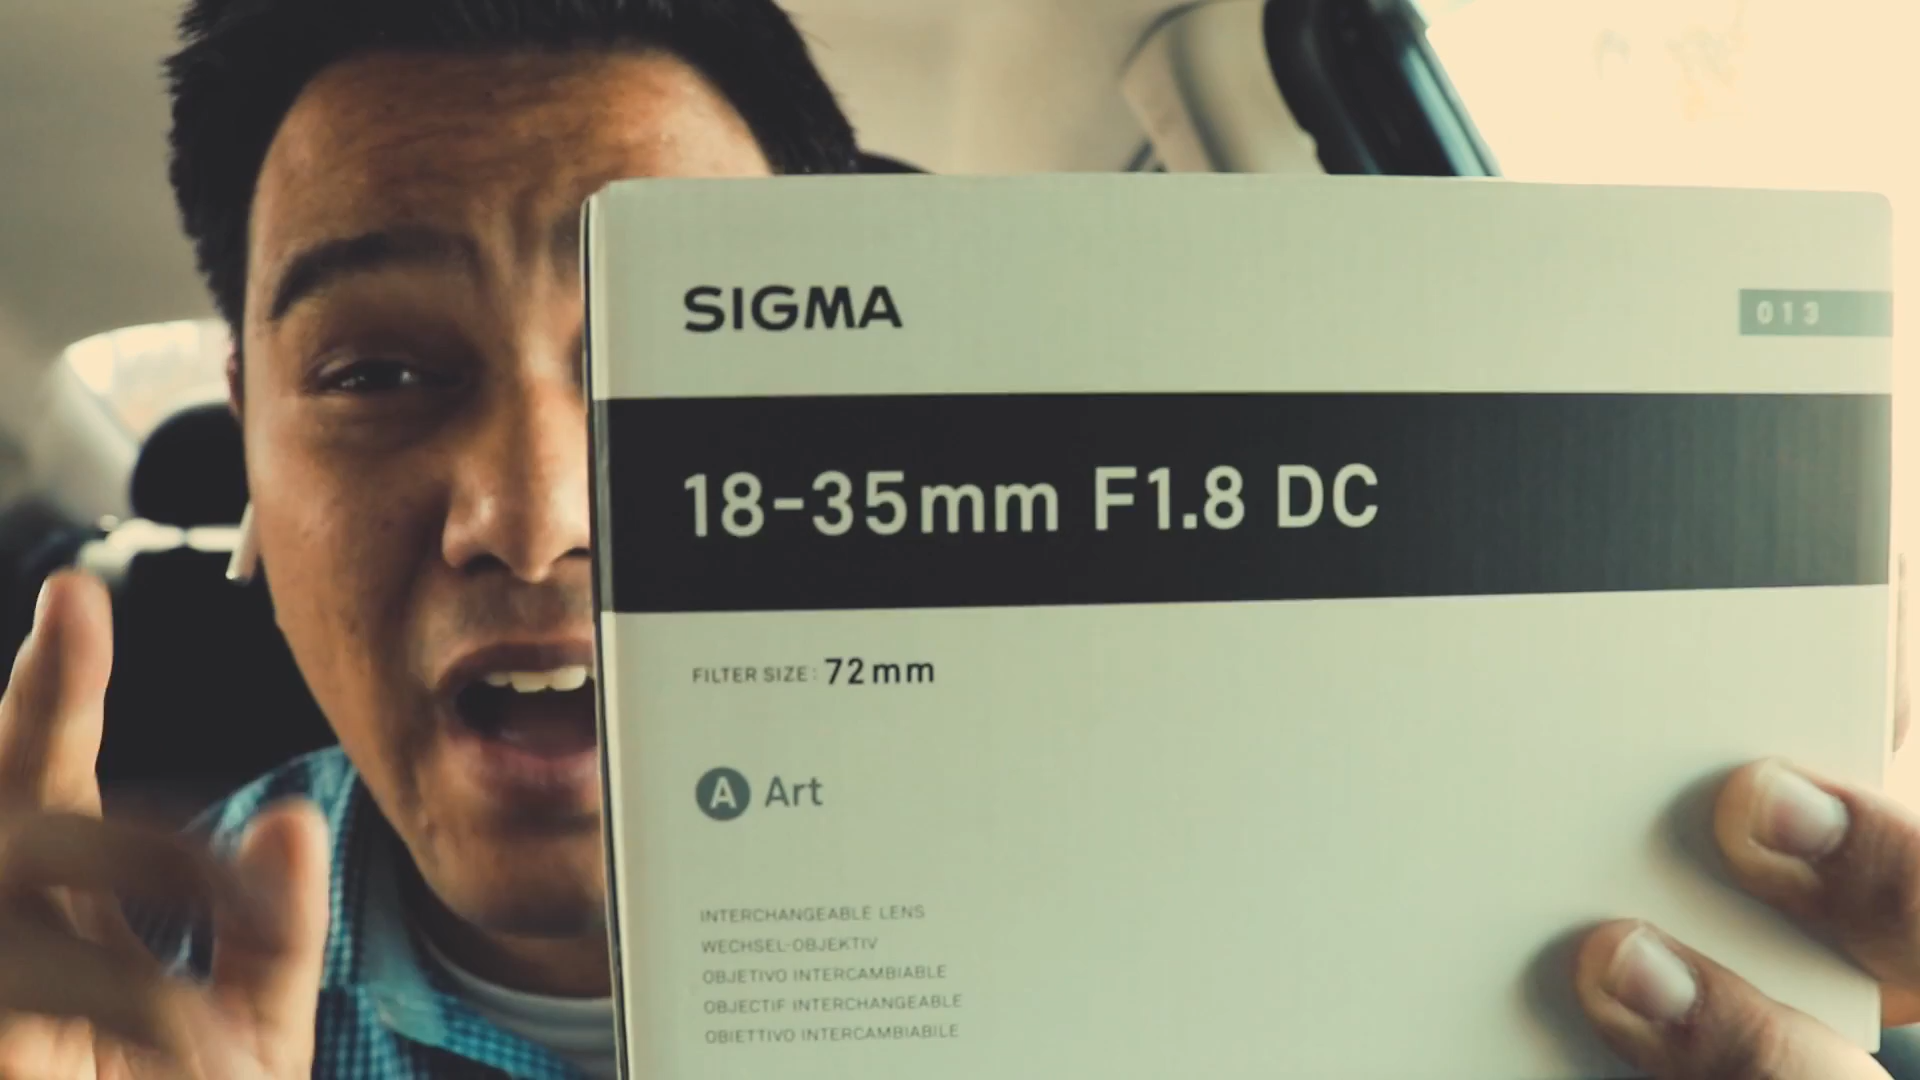 SIGMA
013
18-35mm F1.8 DC
FILTER SIZE: 72mm
A Art
INTERCHANGEABLE LENS
WECHSEL-OBJEKTIV
OBJETIVO INTERCAMBIABLE
OBJECTIF INTERCHANGEABLE
OBIETTIVO INTERCAMBIABILE